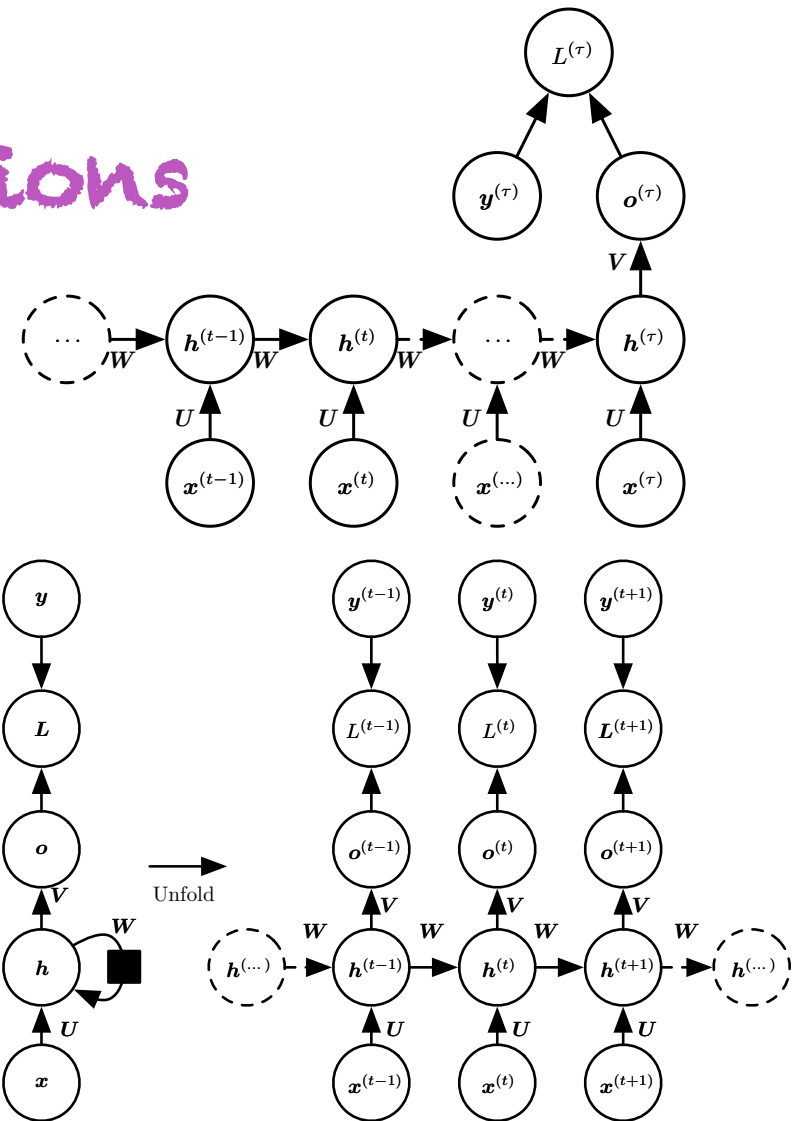 L^(τ)
ions
y^(τ) o^(τ)
V
... W h^(t−1) W h^(t) W ... W h^(τ)
U U U U
x^(t−1) x^(t) x^(...) x^(τ)
y y^(t−1) y^(t) y^(t+1)
L L^(t−1) L^(t) L^(t+1)
o o^(t−1) o^(t) o^(t+1)
Unfold
V V V V
W W W W W
h h^(...) h^(t−1) h^(t) h^(t+1) h^(...)
U U U U
x x^(t−1) x^(t) x^(t+1)